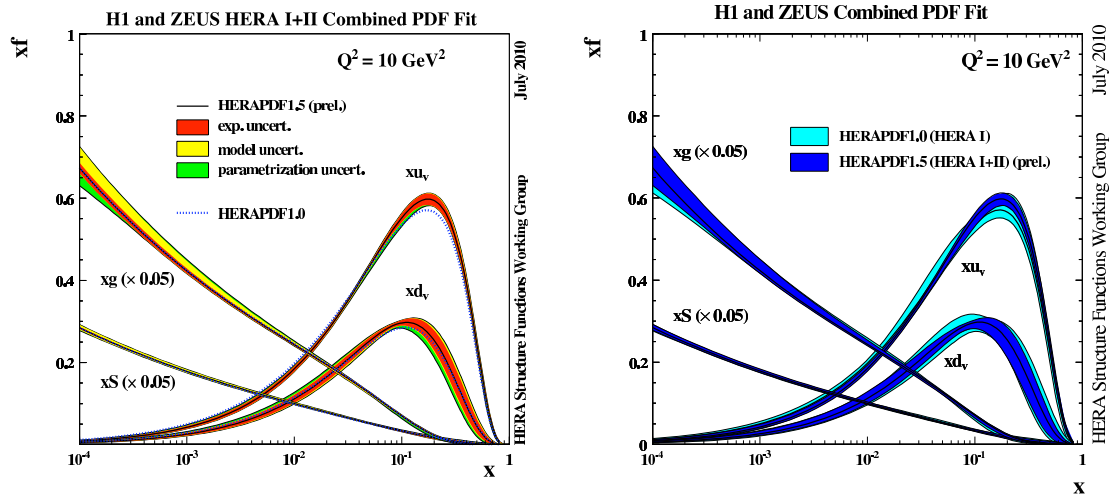 H1 and ZEUS HERA I+II Combined PDF Fit
xf
Q² = 10 GeV²
July 2010
HERAPDF1.5 (prel.)
exp. uncert.
model uncert.
parametrization uncert.
HERAPDF1.0
xuᵥ
xg (× 0.05)
xdᵥ
xS (× 0.05)
HERA Structure Functions Working Group
1
0.8
0.6
0.4
0.2
10⁻⁴
10⁻³
10⁻²
10⁻¹
1
x
H1 and ZEUS Combined PDF Fit
xf
Q² = 10 GeV²
July 2010
HERAPDF1.0 (HERA I)
HERAPDF1.5 (HERA I+II) (prel.)
xg (× 0.05)
xuᵥ
xS (× 0.05)
xdᵥ
HERA Structure Functions Working Group
1
0.8
0.6
0.4
0.2
0
10⁻⁴
10⁻³
10⁻²
10⁻¹
1
x